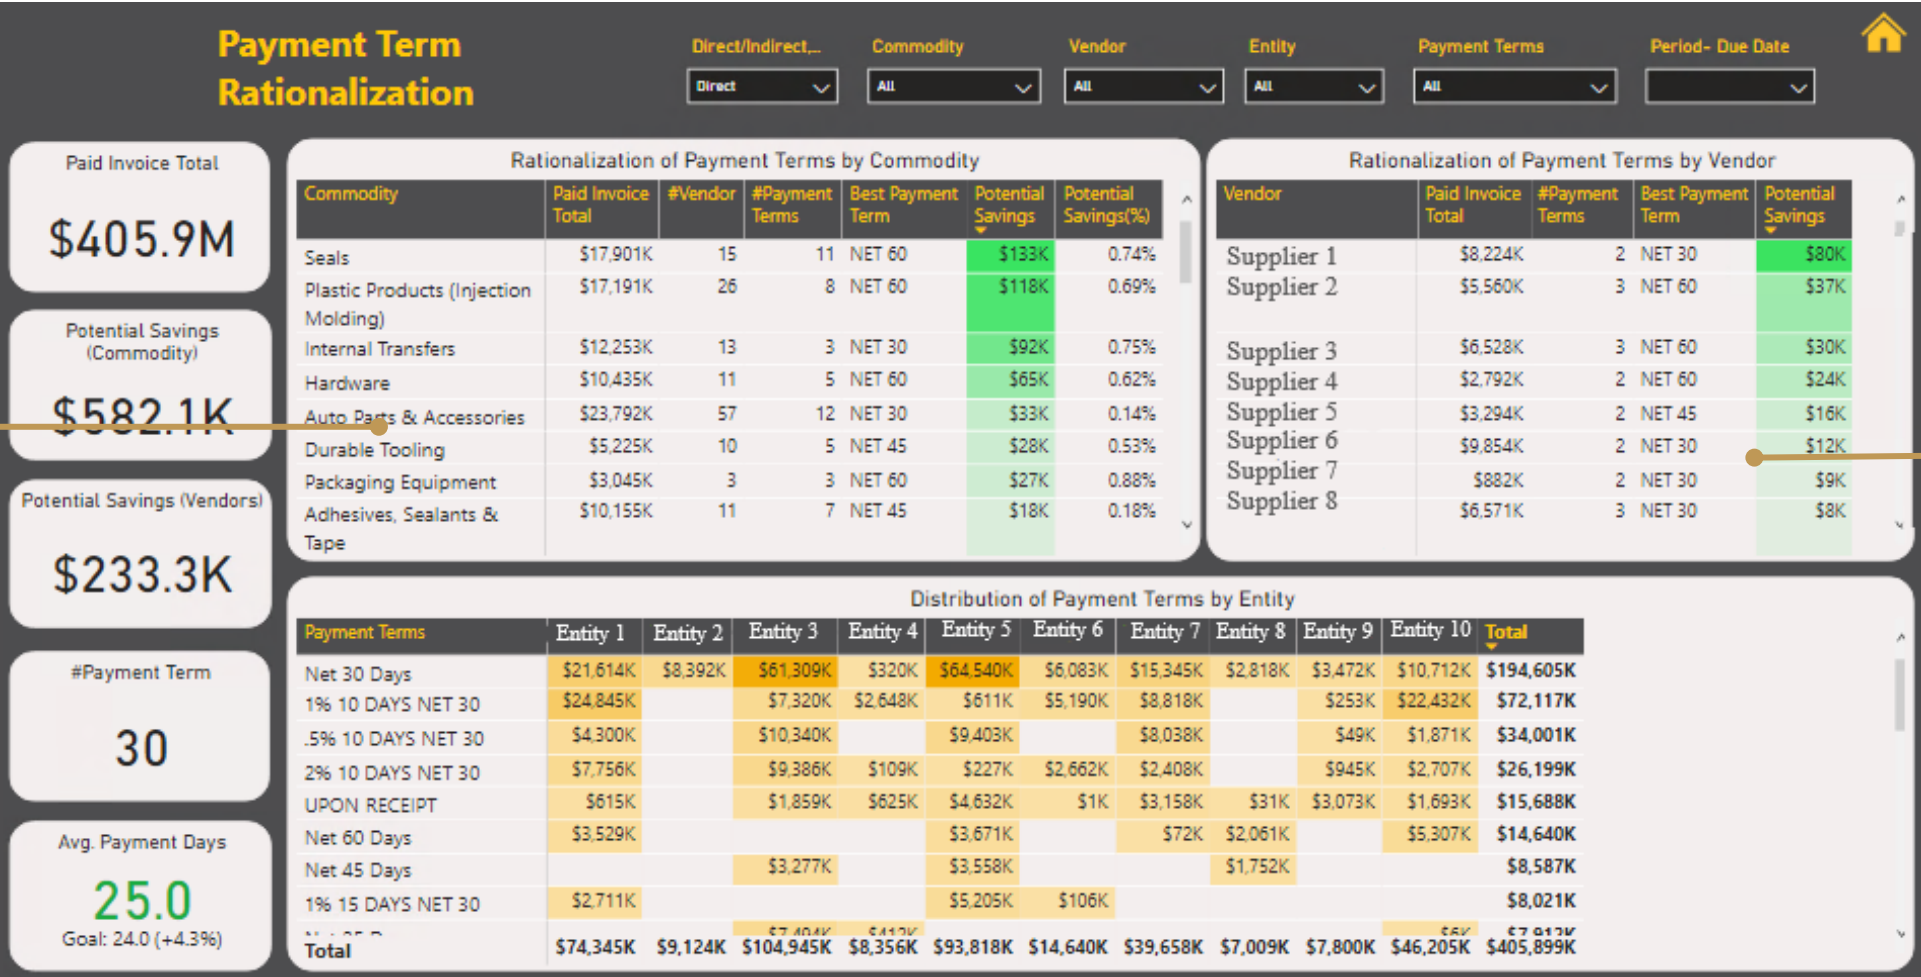 Payment Term
Rationalization
Direct/Indirect,... Commodity Vendor Entity Payment Terms Period- Due Date
Direct All All All All
Paid Invoice Total
$405.9M
Potential Savings
(Commodity)
$582.1K
Potential Savings (Vendors)
$233.3K
#Payment Term
30
Avg. Payment Days
25.0
Goal: 24.0 (+4.3%)
Rationalization of Payment Terms by Commodity
Commodity Paid Invoice Total #Vendor #Payment Terms Best Payment Term Potential Savings Potential Savings(%)
Seals $17,901K 15 11 NET 60 $133K 0.74%
Plastic Products (Injection Molding) $17,191K 26 8 NET 60 $118K 0.69%
Internal Transfers $12,253K 13 3 NET 30 $92K 0.75%
Hardware $10,435K 11 5 NET 60 $65K 0.62%
Auto Parts & Accessories $23,792K 57 12 NET 30 $33K 0.14%
Durable Tooling $5,225K 10 5 NET 45 $28K 0.53%
Packaging Equipment $3,045K 3 3 NET 60 $27K 0.88%
Adhesives, Sealants & Tape $10,155K 11 7 NET 45 $18K 0.18%
Rationalization of Payment Terms by Vendor
Vendor Paid Invoice Total #Payment Terms Best Payment Term Potential Savings
Supplier 1 $8,224K 2 NET 30 $80K
Supplier 2 $5,560K 3 NET 60 $37K
Supplier 3 $6,528K 3 NET 60 $30K
Supplier 4 $2,792K 2 NET 60 $24K
Supplier 5 $3,294K 2 NET 45 $16K
Supplier 6 $9,854K 2 NET 30 $12K
Supplier 7 $882K 2 NET 30 $9K
Supplier 8 $6,571K 3 NET 30 $8K
Distribution of Payment Terms by Entity
Payment Terms Entity 1 Entity 2 Entity 3 Entity 4 Entity 5 Entity 6 Entity 7 Entity 8 Entity 9 Entity 10 Total
Net 30 Days $21,614K $8,392K $61,309K $320K $64,540K $6,083K $15,345K $2,818K $3,472K $10,712K $194,605K
1% 10 DAYS NET 30 $24,845K $7,320K $2,648K $611K $5,190K $8,818K $253K $22,432K $72,117K
.5% 10 DAYS NET 30 $4,300K $10,340K $9,403K $8,038K $49K $1,871K $34,001K
2% 10 DAYS NET 30 $7,756K $9,386K $109K $227K $2,662K $2,408K $945K $2,707K $26,199K
UPON RECEIPT $615K $1,859K $625K $4,632K $1K $3,158K $31K $3,073K $1,693K $15,688K
Net 60 Days $3,529K $3,671K $72K $2,061K $5,307K $14,640K
Net 45 Days $3,277K $3,558K $1,752K $8,587K
1% 15 DAYS NET 30 $2,711K $5,205K $106K $8,021K
Total $74,345K $9,124K $104,945K $8,356K $93,818K $14,640K $39,658K $7,009K $7,800K $46,205K $405,899K